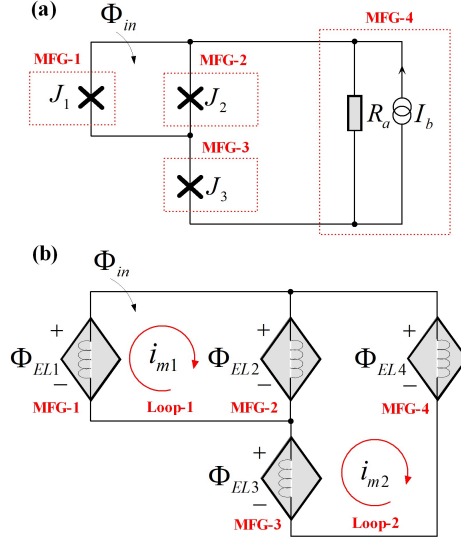 (a)
Φin
MFG-1
MFG-2
MFG-4
J1
J2
MFG-3
J3
Ra
Ib
(b)
Φin
+
+
+
ΦEL1
im1
ΦEL2
ΦEL4
−
−
−
MFG-1
Loop-1
MFG-2
MFG-4
+
ΦEL3
im2
−
MFG-3
Loop-2